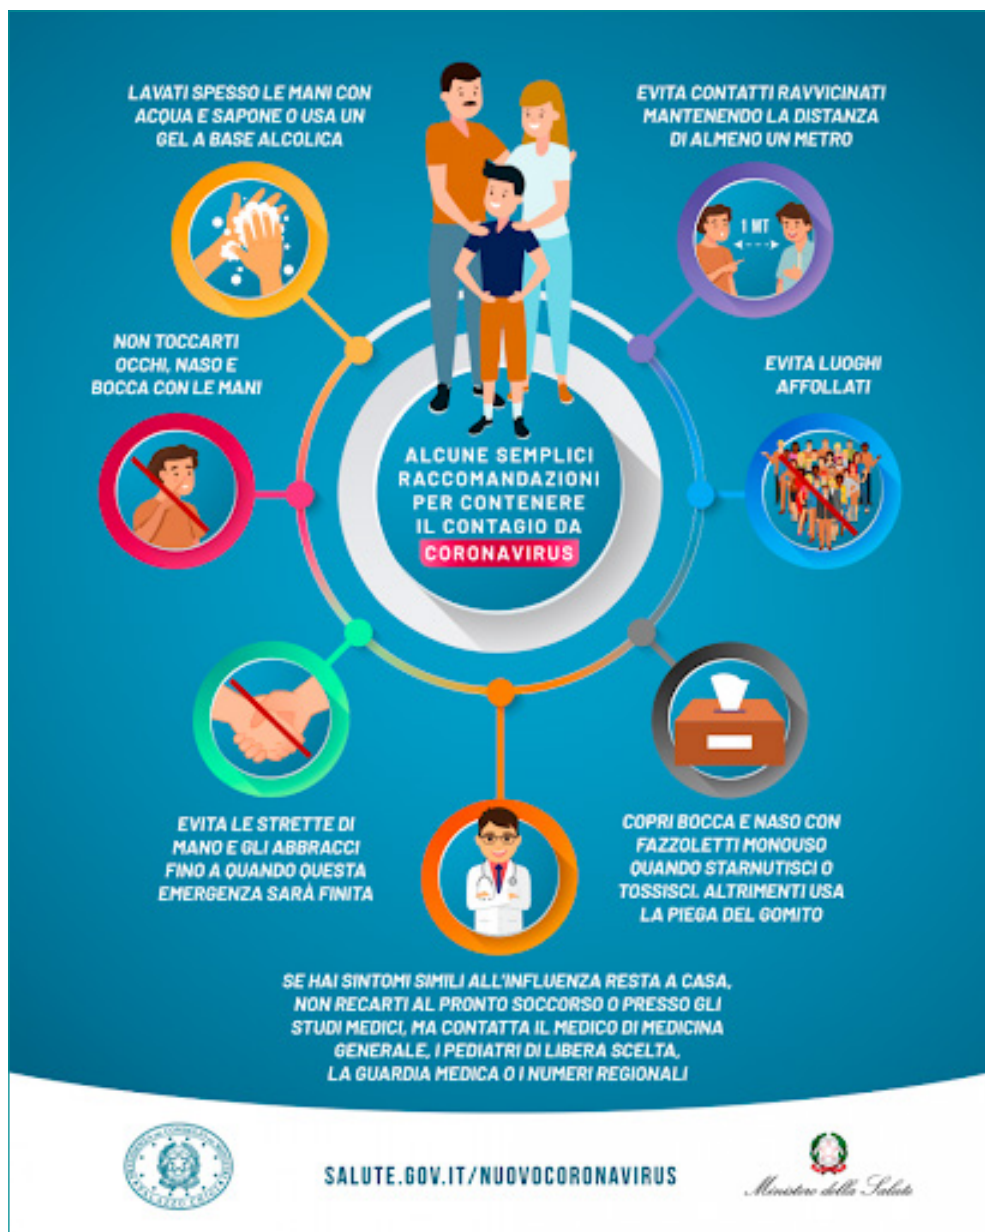 LAVATI SPESSO LE MANI CON
ACQUA E SAPONE O USA UN
GEL A BASE ALCOLICA
EVITA CONTATTI RAVVICINATI
MANTENENDO LA DISTANZA
DI ALMENO UN METRO
1 MT
NON TOCCARTI
OCCHI, NASO E
BOCCA CON LE MANI
EVITA LUOGHI
AFFOLLATI
ALCUNE SEMPLICI
RACCOMANDAZIONI
PER CONTENERE
IL CONTAGIO DA
CORONAVIRUS
EVITA LE STRETTE DI
MANO E GLI ABBRACCI
FINO A QUANDO QUESTA
EMERGENZA SARÀ FINITA
COPRI BOCCA E NASO CON
FAZZOLETTI MONOUSO
QUANDO STARNUTISCI O
TOSSISCI. ALTRIMENTI USA
LA PIEGA DEL GOMITO
SE HAI SINTOMI SIMILI ALL'INFLUENZA RESTA A CASA,
NON RECARTI AL PRONTO SOCCORSO O PRESSO GLI
STUDI MEDICI, MA CONTATTA IL MEDICO DI MEDICINA
GENERALE, I PEDIATRI DI LIBERA SCELTA,
LA GUARDIA MEDICA O I NUMERI REGIONALI
SALUTE.GOV.IT/NUOVOCORONAVIRUS
Ministero della Salute